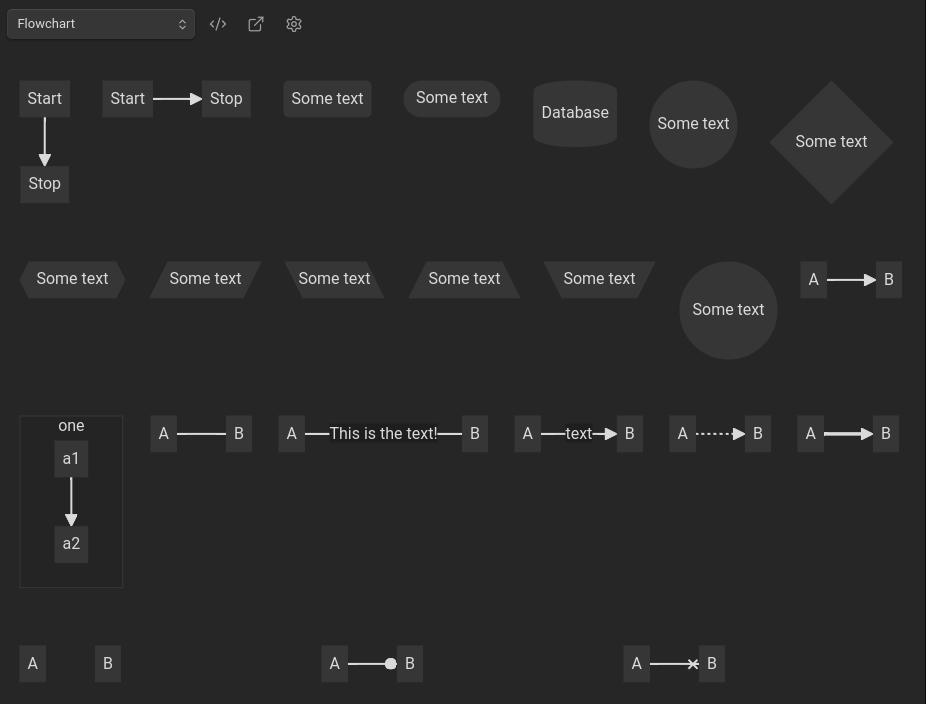 Flowchart
Start
Stop
Start
Stop
Some text
Some text
Database
Some text
Some text
Some text
Some text
Some text
Some text
Some text
Some text
A
B
one
a1
a2
A
B
A
This is the text!
B
A
text
B
A
B
A
B
A
B
A
B
A
B